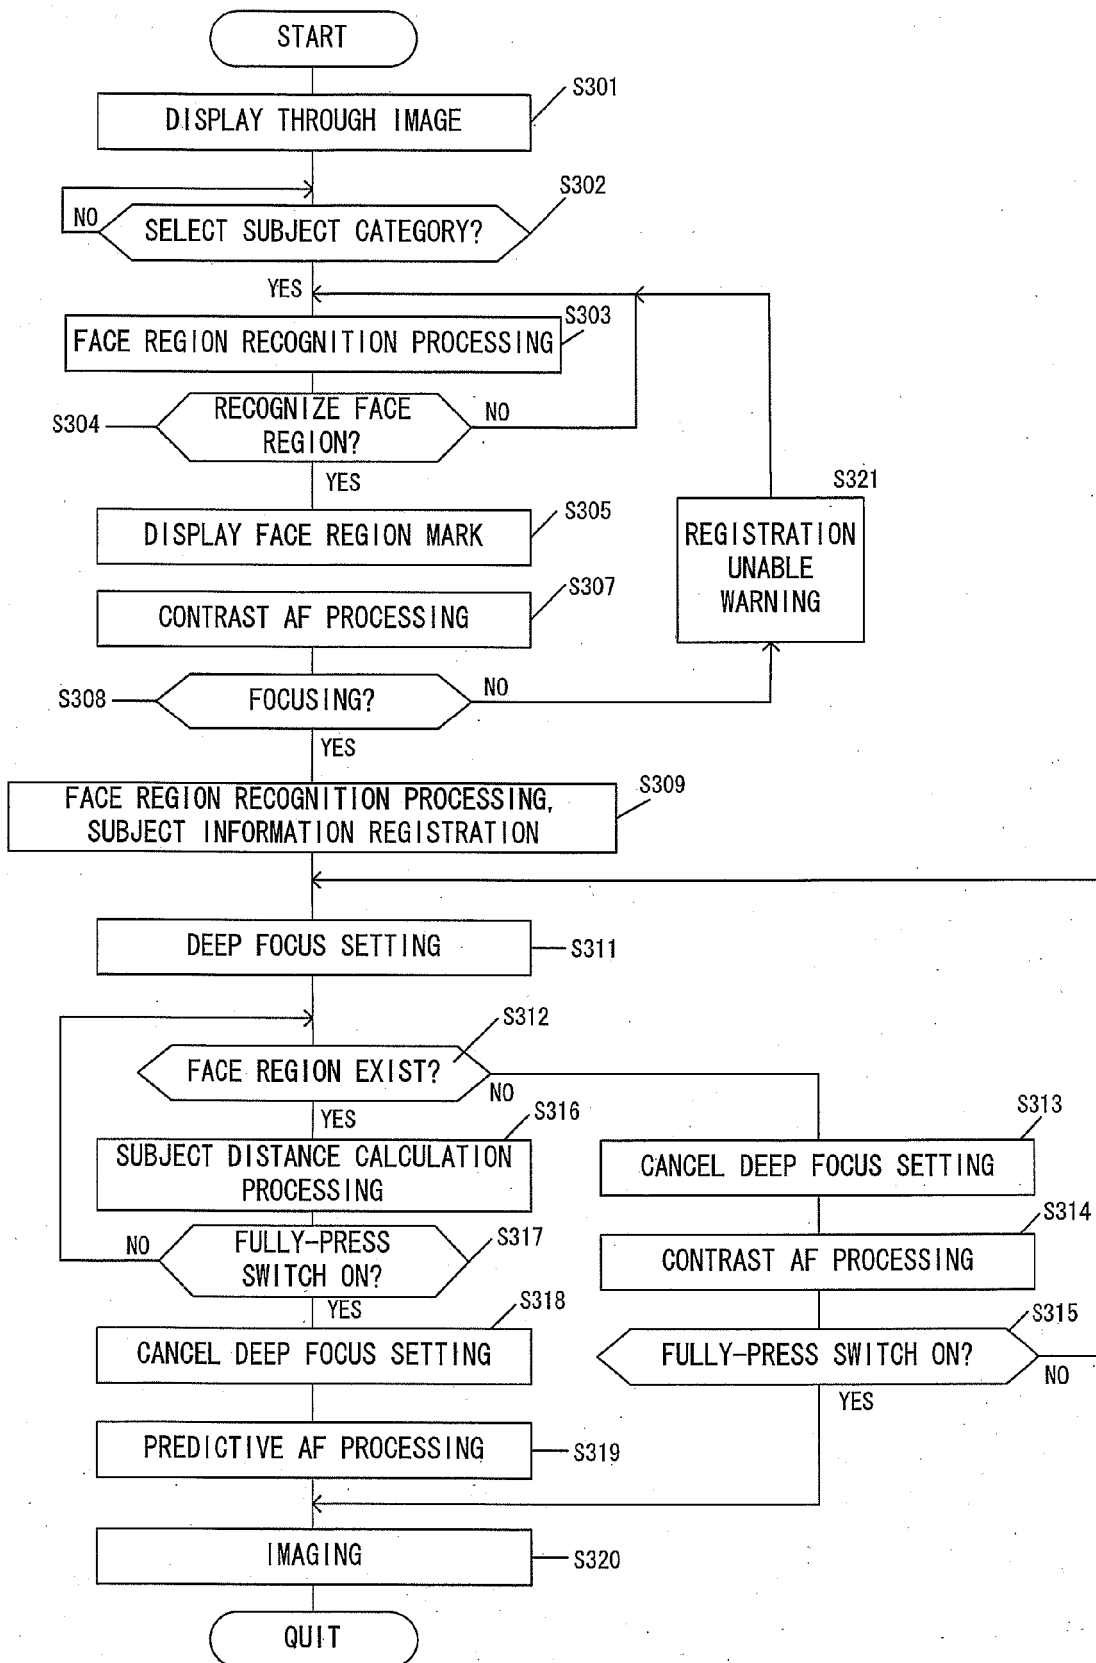 START
S301
DISPLAY THROUGH IMAGE
S302
NO
SELECT SUBJECT CATEGORY?
YES
S303
FACE REGION RECOGNITION PROCESSING
S304
RECOGNIZE FACE
REGION?
NO
YES
S321
REGISTRATION
UNABLE
WARNING
S305
DISPLAY FACE REGION MARK
S307
CONTRAST AF PROCESSING
S308
FOCUSING?
NO
YES
S309
FACE REGION RECOGNITION PROCESSING,
SUBJECT INFORMATION REGISTRATION
DEEP FOCUS SETTING
S311
S312
FACE REGION EXIST?
NO
YES
S316
SUBJECT DISTANCE CALCULATION
PROCESSING
S313
CANCEL DEEP FOCUS SETTING
S314
CONTRAST AF PROCESSING
NO
FULLY-PRESS
SWITCH ON?
S317
YES
S318
CANCEL DEEP FOCUS SETTING
S315
FULLY-PRESS SWITCH ON?
NO
YES
PREDICTIVE AF PROCESSING
S319
IMAGING
S320
QUIT